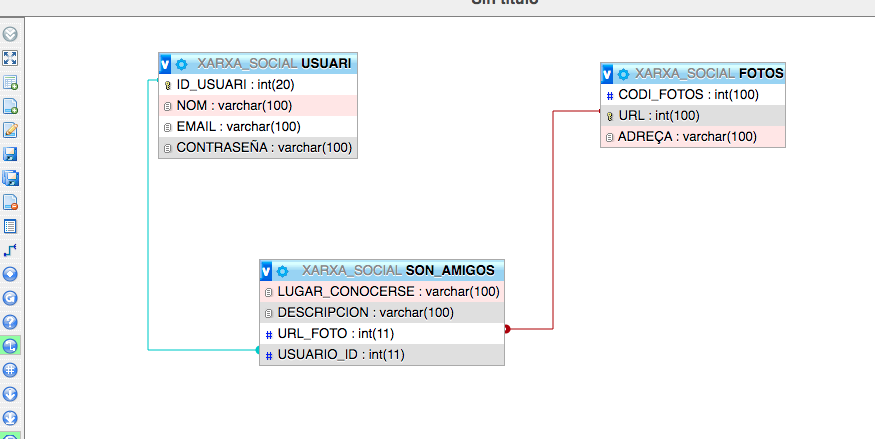 Sin título
XARXA_SOCIAL USUARI
ID_USUARI : int(20)
NOM : varchar(100)
EMAIL : varchar(100)
CONTRASEÑA : varchar(100)
XARXA_SOCIAL FOTOS
# CODI_FOTOS : int(100)
URL : int(100)
ADREÇA : varchar(100)
XARXA_SOCIAL SON_AMIGOS
LUGAR_CONOCERSE : varchar(100)
DESCRIPCION : varchar(100)
# URL_FOTO : int(11)
# USUARIO_ID : int(11)